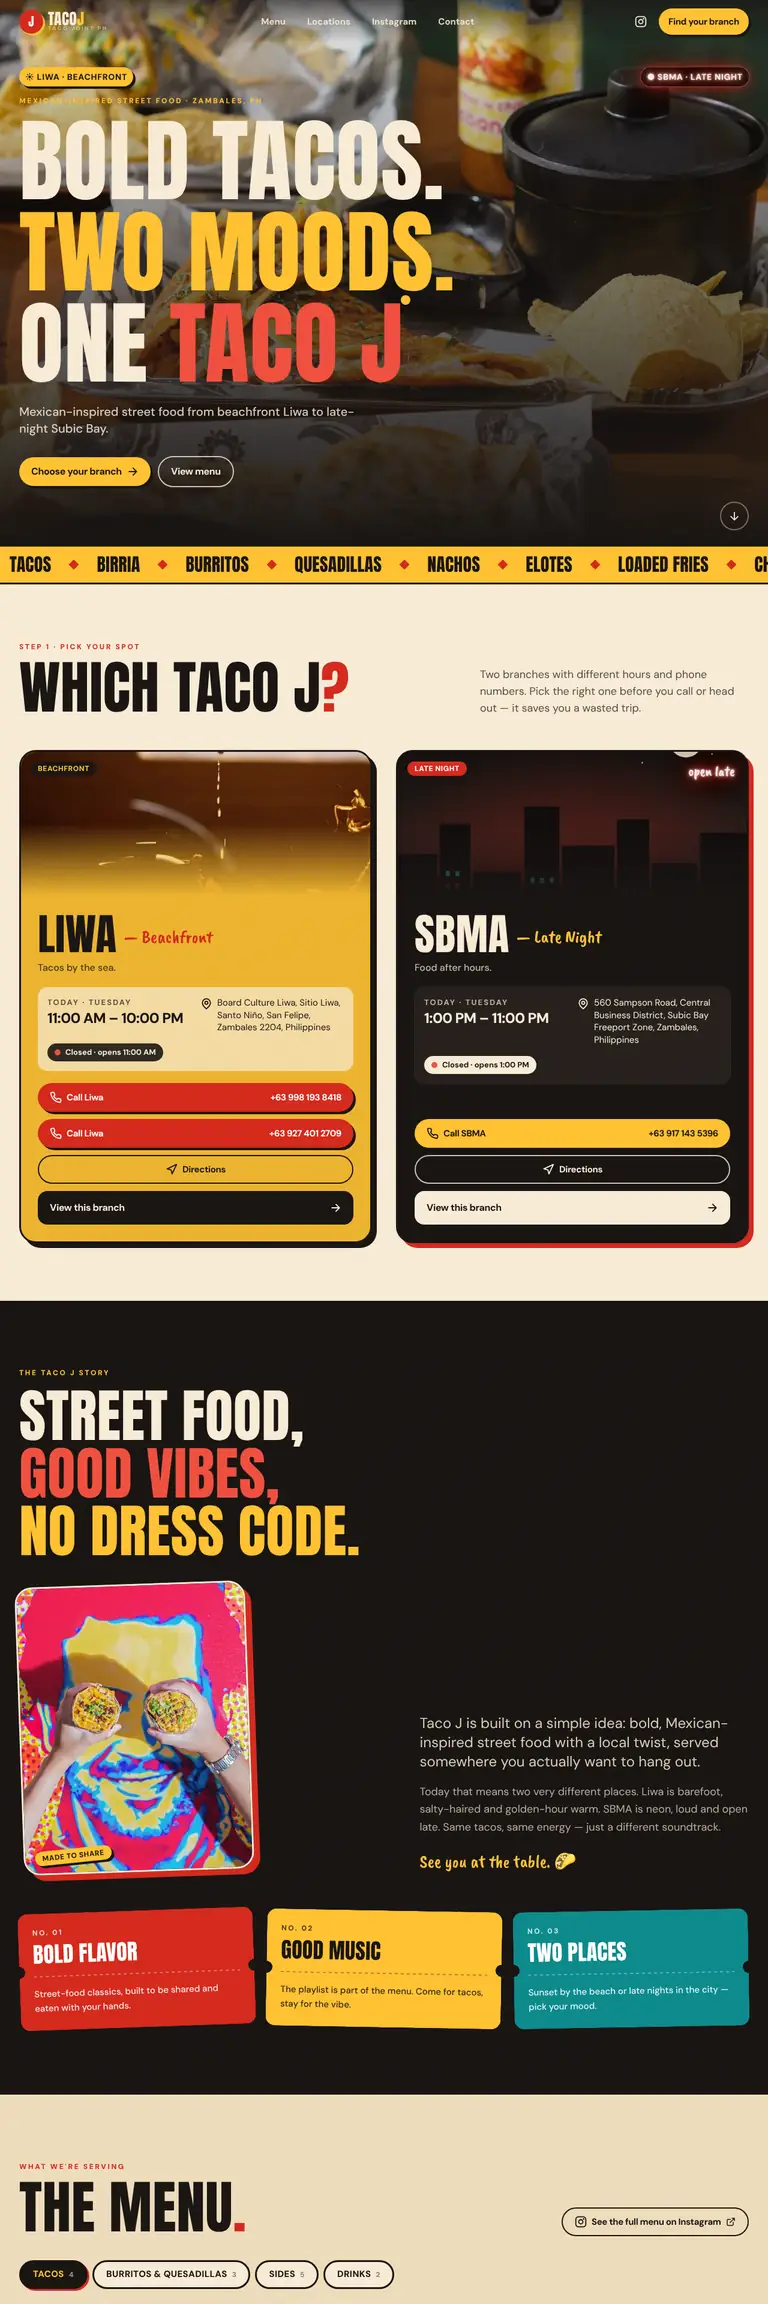 J TACOJ
TACO JOINT PH
Menu
Locations
Instagram
Contact
Find your branch
LIWA · BEACHFRONT
SBMA · LATE NIGHT
MEXICAN-INSPIRED STREET FOOD · ZAMBALES, PH
BOLD TACOS.
TWO MOODS.
ONE TACO J
Mexican-inspired street food from beachfront Liwa to late-
night Subic Bay.
Choose your branch
View menu
TACOS ◆ BIRRIA ◆ BURRITOS ◆ QUESADILLAS ◆ NACHOS ◆ ELOTES ◆ LOADED FRIES ◆ CH
STEP 1 · PICK YOUR SPOT
WHICH TACO J?
Two branches with different hours and phone
numbers. Pick the right one before you call or head
out — it saves you a wasted trip.
BEACHFRONT
LIWA — Beachfront
Tacos by the sea.
TODAY · TUESDAY
11:00 AM – 10:00 PM
Closed · opens 11:00 AM
Board Culture Liwa, Sitio Liwa,
Santo Niño, San Felipe,
Zambales 2204, Philippines
Call Liwa +63 998 193 8418
Call Liwa +63 927 401 2709
Directions
View this branch
LATE NIGHT
open late
SBMA — Late Night
Food after hours.
TODAY · TUESDAY
1:00 PM – 11:00 PM
Closed · opens 1:00 PM
560 Sampson Road, Central
Business District, Subic Bay
Freeport Zone, Zambales,
Philippines
Call SBMA +63 917 143 5396
Directions
View this branch
THE TACO J STORY
STREET FOOD,
GOOD VIBES,
NO DRESS CODE.
MADE TO SHARE
Taco J is built on a simple idea: bold, Mexican-
inspired street food with a local twist, served
somewhere you actually want to hang out.
Today that means two very different places. Liwa is barefoot,
salty-haired and golden-hour warm. SBMA is neon, loud and open
late. Same tacos, same energy — just a different soundtrack.
See you at the table. 🌮
NO. 01
BOLD FLAVOR
Street-food classics, built to be shared and
eaten with your hands.
NO. 02
GOOD MUSIC
The playlist is part of the menu. Come for tacos,
stay for the vibe.
NO. 03
TWO PLACES
Sunset by the beach or late nights in the city —
pick your mood.
WHAT WE'RE SERVING
THE MENU.
See the full menu on Instagram
TACOS 4
BURRITOS & QUESADILLAS 3
SIDES 5
DRINKS 2